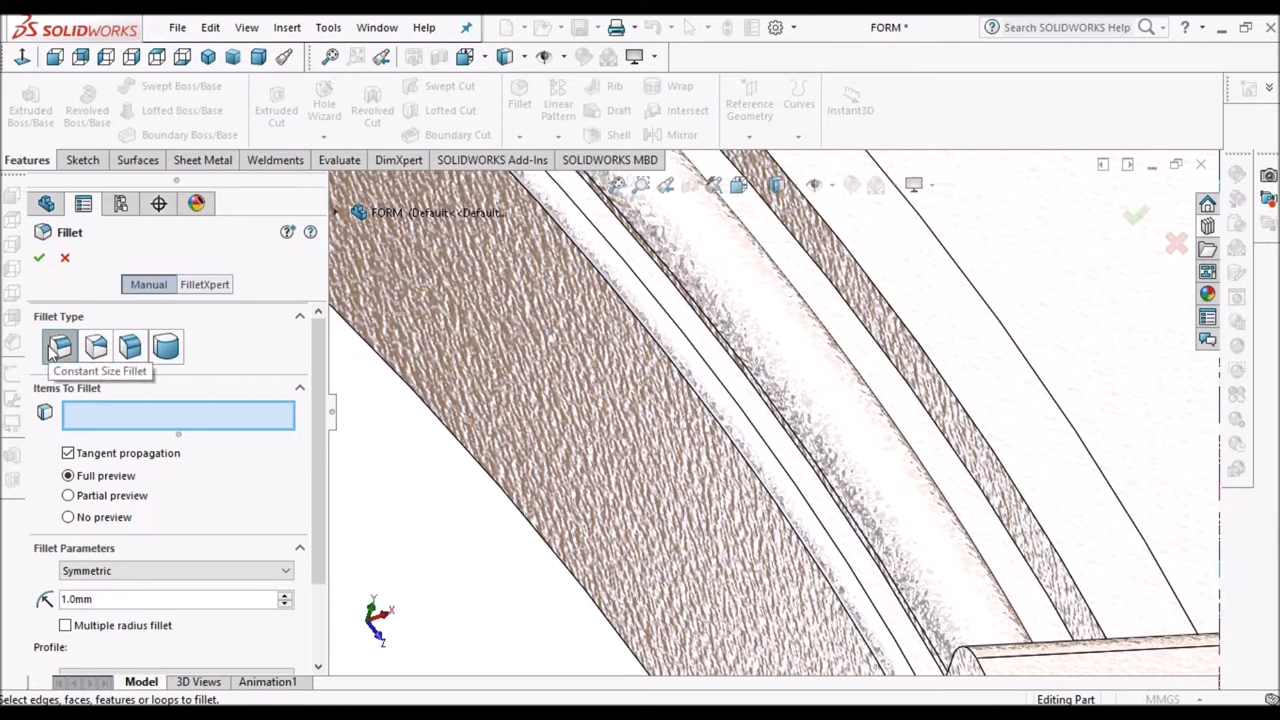 SOLIDWORKS File Edit View Insert Tools Window Help FORM * Search SOLIDWORKS Help
Extruded Boss/Base Revolved Boss/Base Swept Boss/Base Lofted Boss/Base Boundary Boss/Base Extruded Cut Hole Wizard Revolved Cut Swept Cut Lofted Cut Boundary Cut Fillet Linear Pattern Rib Draft Shell Wrap Intersect Mirror Reference Geometry Curves Instant3D
Features Sketch Surfaces Sheet Metal Weldments Evaluate DimXpert SOLIDWORKS Add-Ins SOLIDWORKS MBD
FORM (Default<<Default...
Fillet
Manual FilletXpert
Fillet Type
Constant Size Fillet
Items To Fillet
Tangent propagation
Full preview
Partial preview
No preview
Fillet Parameters
Symmetric
1.0mm
Multiple radius fillet
Profile:
Y
X
Z
Model 3D Views Animation1
Select edges, faces, features or loops to fillet. Editing Part MMGS